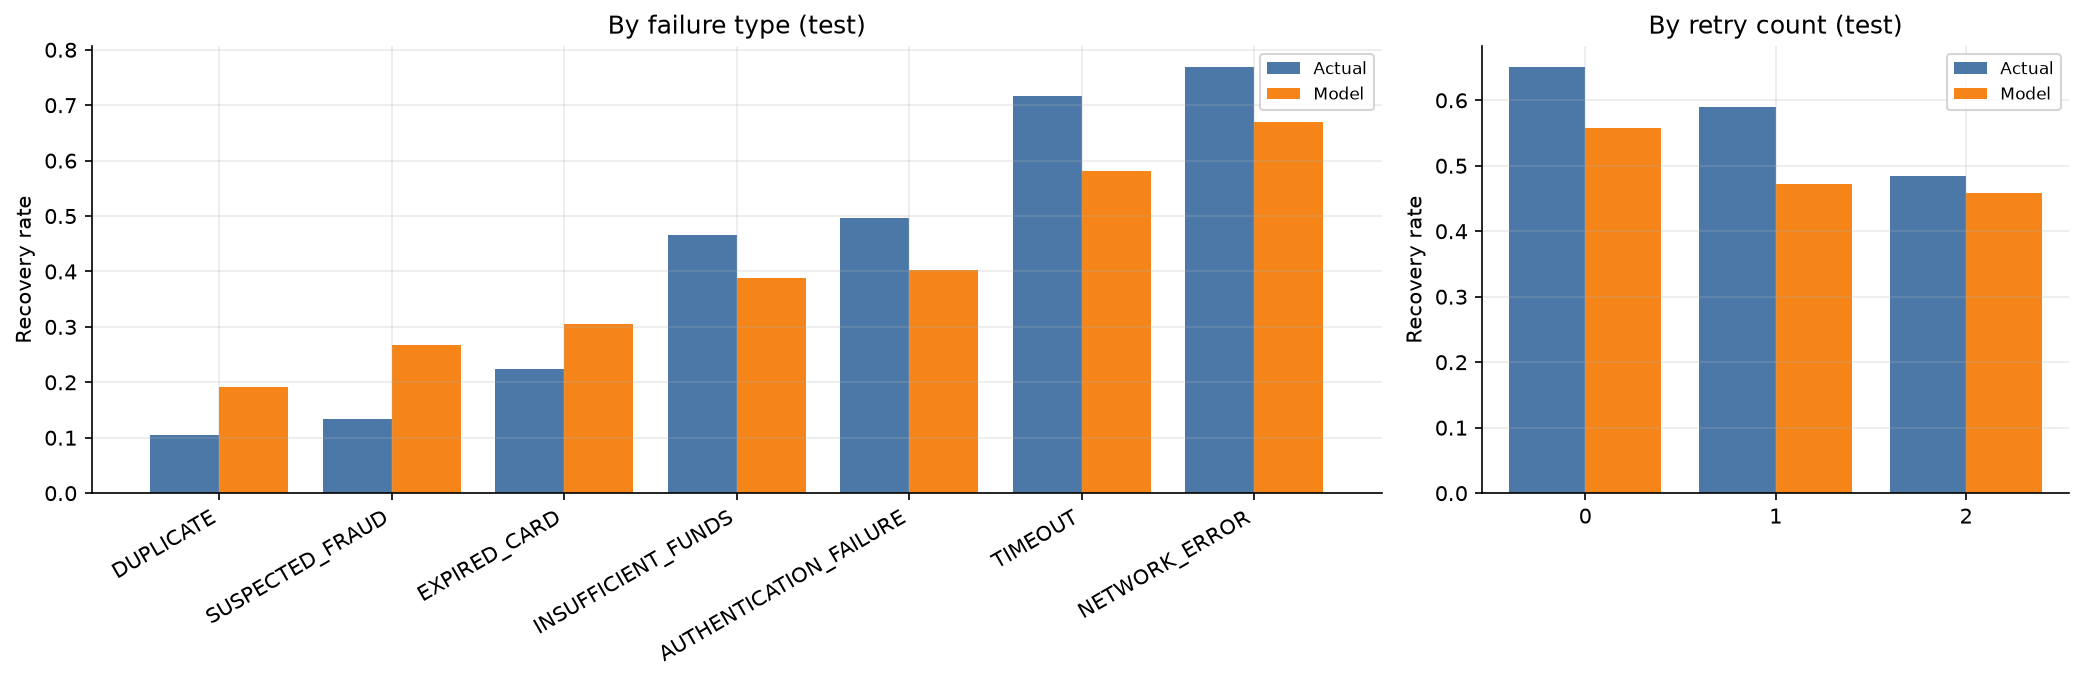 By failure type (test)
Recovery rate
0.8
0.7
0.6
0.5
0.4
0.3
0.2
0.1
0.0
Actual
Model
DUPLICATE
SUSPECTED_FRAUD
EXPIRED_CARD
INSUFFICIENT_FUNDS
AUTHENTICATION_FAILURE
TIMEOUT
NETWORK_ERROR
By retry count (test)
Recovery rate
0.6
0.5
0.4
0.3
0.2
0.1
0.0
Actual
Model
0
1
2